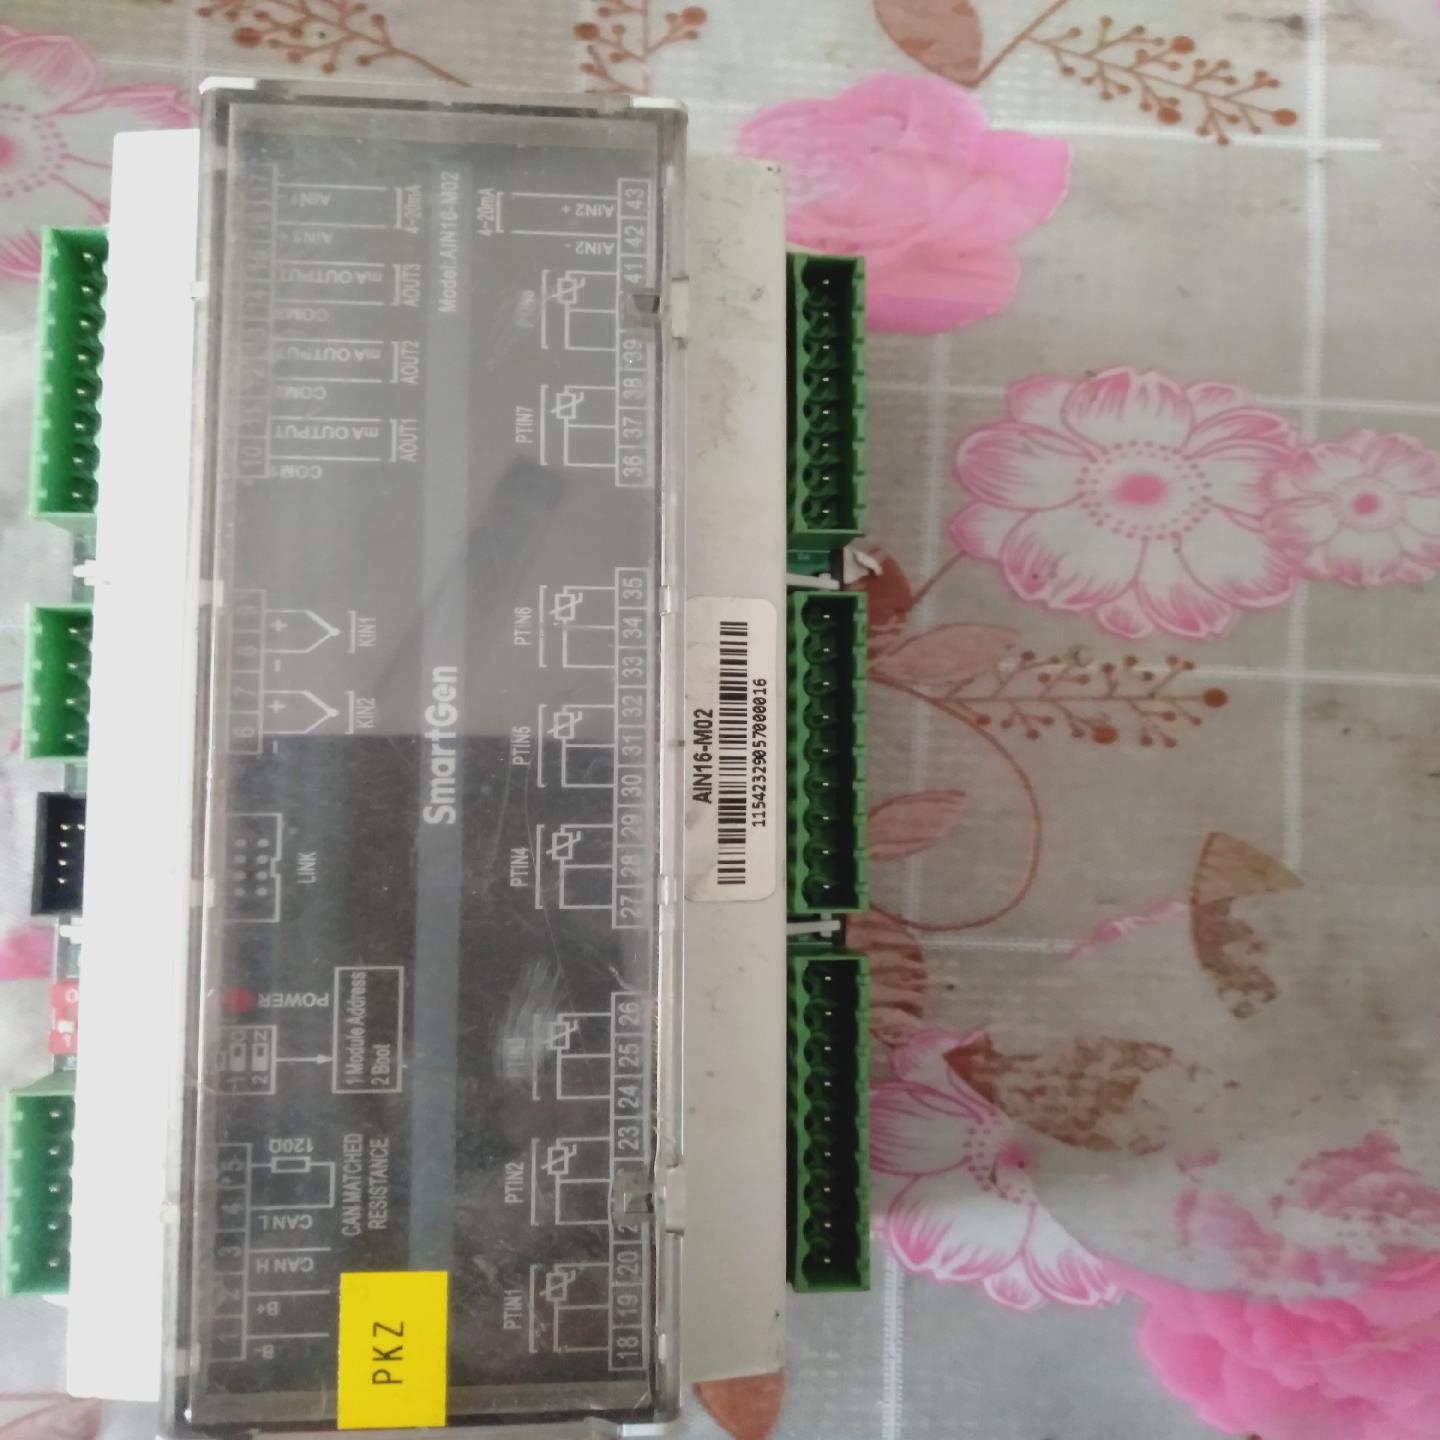 Model:AIN16-M02
SmartGen
B-
B+
CAN H
CAN L
120Ω
CAN MATCHED
RESISTANCE
1 2 3 4 5
1
2
1 Module Address
2 Boot
POWER
LINK
6 7 8 9
- + - +
KIN2
KIN1
10
COM1
mA OUTPUT
AOUT1
mA OUTPUT
AOUT2
mA OUTPUT
AOUT3
AIN1+
AIN1-
4~20mA
17
4~20mA
AIN2 -
AIN2 +
PTIN1
PTIN2
PTIN4
PTIN5
PTIN6
PTIN7
18 19 20
23
24 25 26
27 28 29 30 31 32 33 34 35
36 37 38 39 41 42 43
PKZ
AIN16-M02
11542329057000016